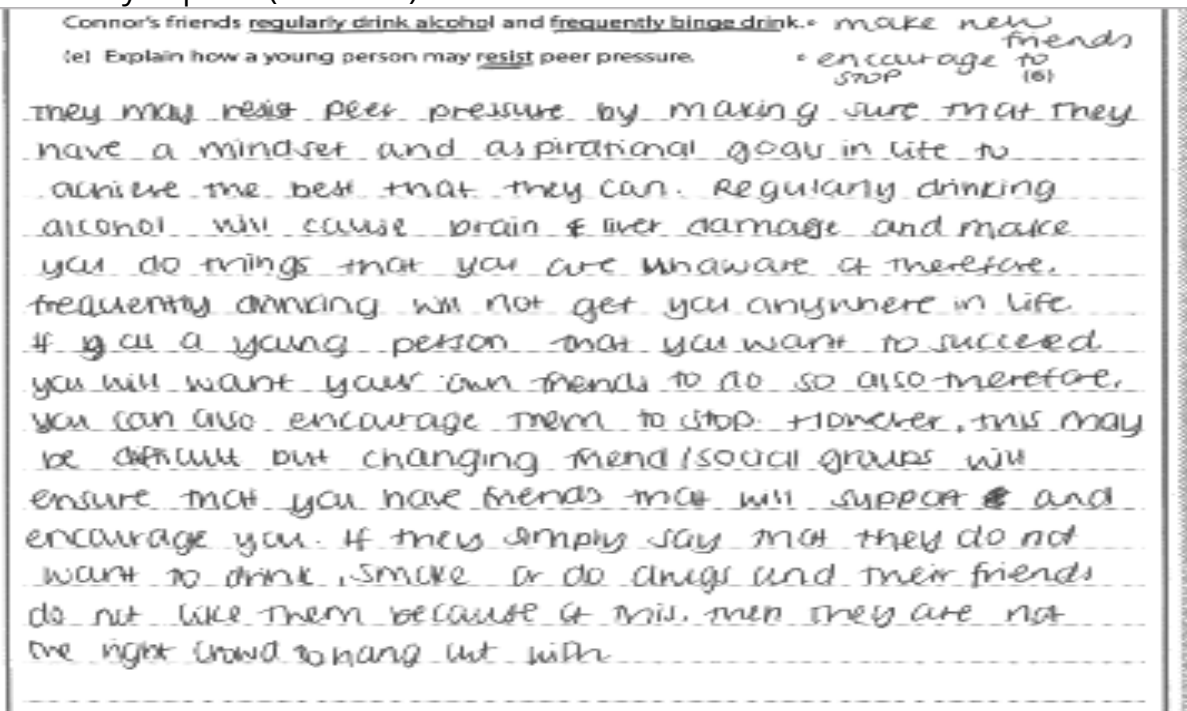 Connor's friends regularly drink alcohol and frequently binge drink. • make new friends
(e) Explain how a young person may resist peer pressure. • encourage to STOP
(6)
They may resist peer pressure by making sure that they
have a mindset and aspirational goals in life to
achieve the best that they can. Regularly drinking
alcohol will cause brain & liver damage and make
you do things that you are unaware of therefore,
frequently drinking will not get you anywhere in life.
If as a young person that you want to succeed
you will want your own friends to do so also therefore,
you can also encourage them to stop. However, this may
be difficult but changing friend/social groups will
ensure that you have friends that will support and
encourage you. If they simply say that they do not
want to drink, smoke or do drugs and their friends
do not like them because of this, then they are not
the right crowd to hang out with